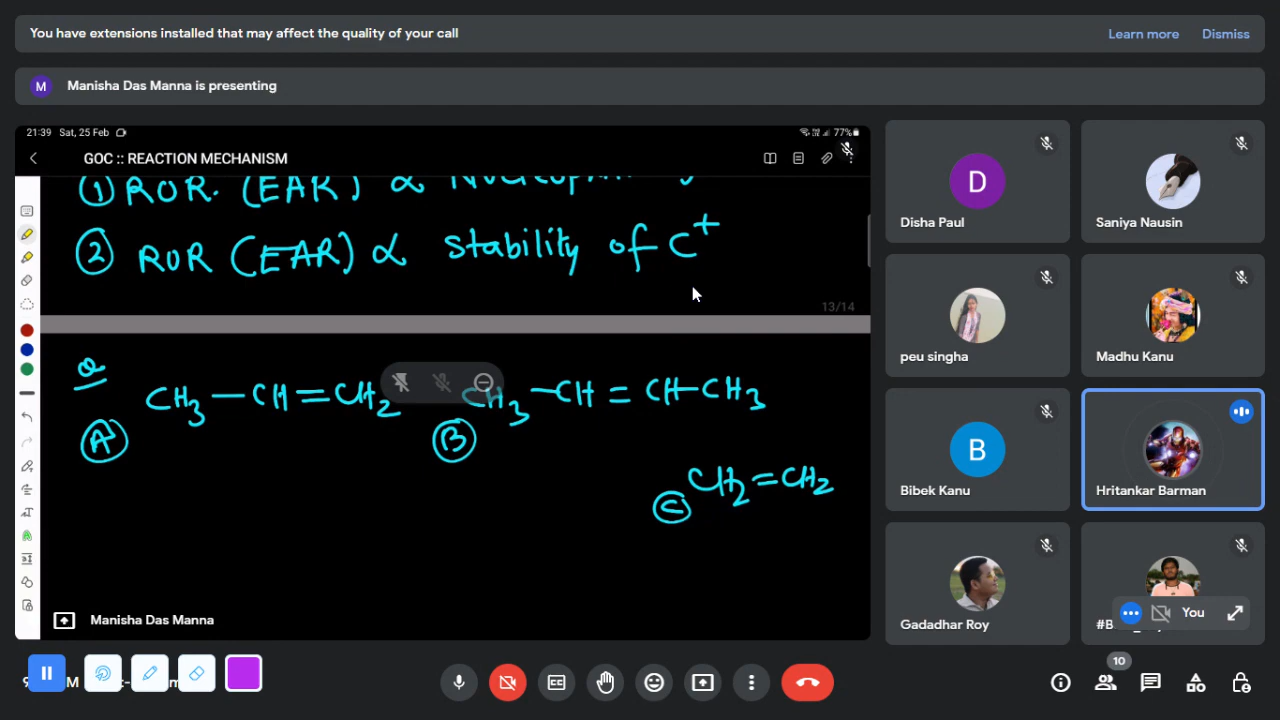 You have extensions installed that may affect the quality of your call
Learn more
Dismiss
M
Manisha Das Manna is presenting
21:39 Sat, 25 Feb
77%
GOC :: REACTION MECHANISM
① ROR. (EAR) ∝
② ROR (EAR) ∝ stability of C⁺
13/14
Q
CH₃—CH=CH₂
CH₃—CH=CH—CH₃
A
B
CH₂=CH₂
C
Manisha Das Manna
D
Disha Paul
Saniya Nausin
peu singha
Madhu Kanu
B
Bibek Kanu
Hritankar Barman
Gadadhar Roy
You
10